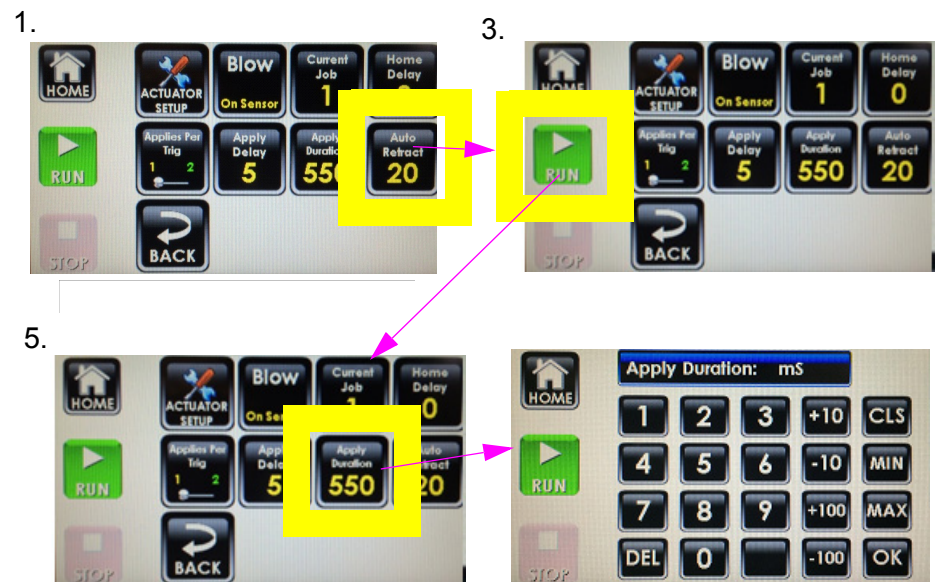 1.
HOME
ACTUATOR SETUP
Blow
On Sensor
Current Job
1
Home Delay
RUN
Applies Per Trig
1 2
Apply Delay
5
Auto Retract
20
STOP
BACK
3.
HOME
ACTUATOR SETUP
Blow
On Sensor
Current Job
1
Home Delay
0
RUN
Applies Per Trig
1 2
Apply Delay
5
Apply Duration
550
Auto Retract
20
STOP
BACK
5.
HOME
ACTUATOR SETUP
Blow
Current Job
Home Delay
0
RUN
Applies Per Trig
1 2
5
Apply Duration
550
20
STOP
BACK
Apply Duration: mS
HOME
1 2 3 +10 CLS
RUN
4 5 6 -10 MIN
7 8 9 +100 MAX
STOP
DEL 0 -100 OK